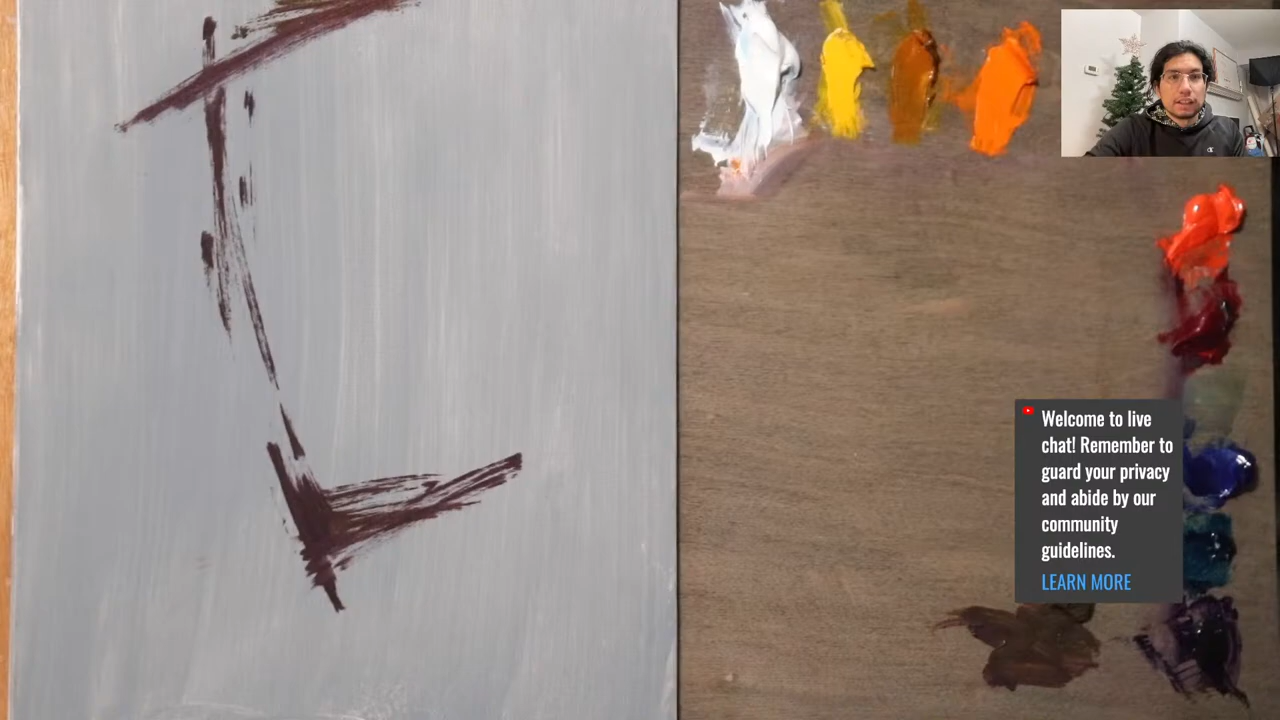 Welcome to live
chat! Remember to
guard your privacy
and abide by our
community
guidelines.
LEARN MORE